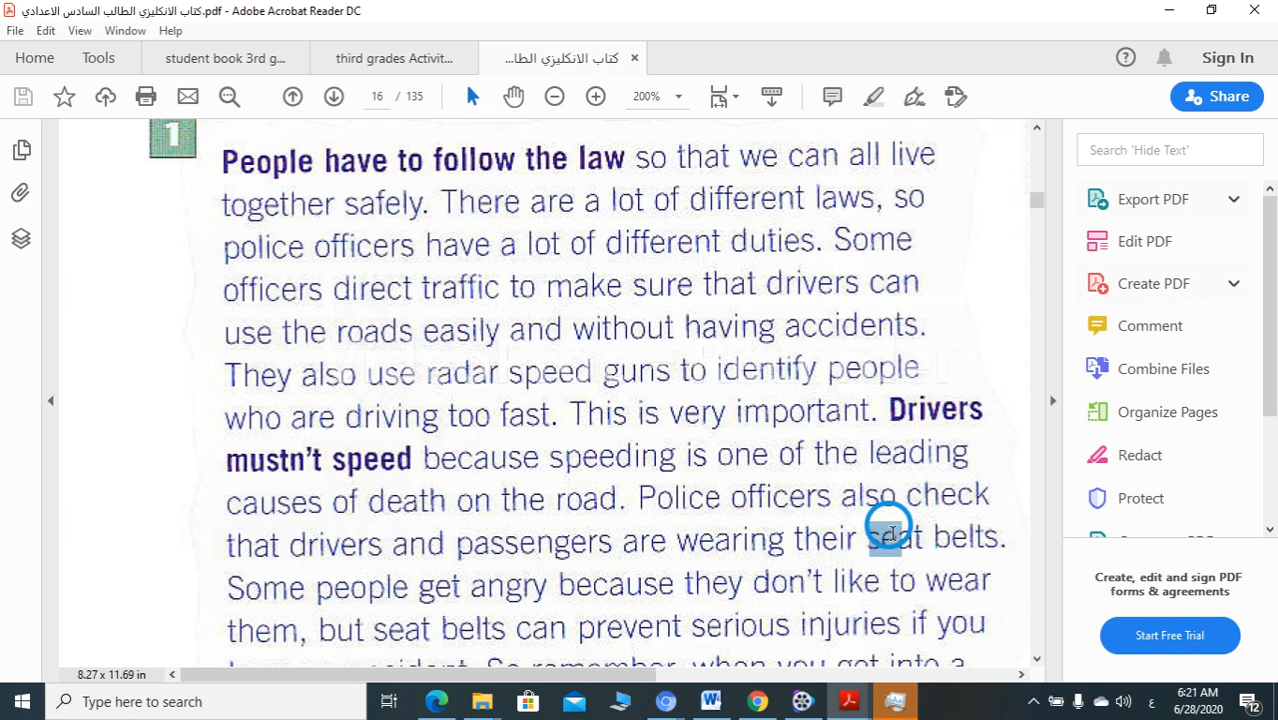 كتاب الانكليزي الطالب السادس الاعدادي.pdf - Adobe Acrobat Reader DC
File Edit View Window Help
Home Tools student book 3rd g... third grades Activit... كتاب الانكليزي الطا... Sign In
16 / 135 200% Share
1
People have to follow the law so that we can all live
together safely. There are a lot of different laws, so
police officers have a lot of different duties. Some
officers direct traffic to make sure that drivers can
use the roads easily and without having accidents.
They also use radar speed guns to identify people
who are driving too fast. This is very important. Drivers
mustn't speed because speeding is one of the leading
causes of death on the road. Police officers also check
that drivers and passengers are wearing their seat belts.
Some people get angry because they don't like to wear
them, but seat belts can prevent serious injuries if you
So remember, when you get into a
8.27 x 11.69 in
Search 'Hide Text'
Export PDF
Edit PDF
Create PDF
Comment
Combine Files
Organize Pages
Redact
Protect
Create, edit and sign PDF
forms & agreements
Start Free Trial
Type here to search
ع
6:21 AM
6/28/2020
12